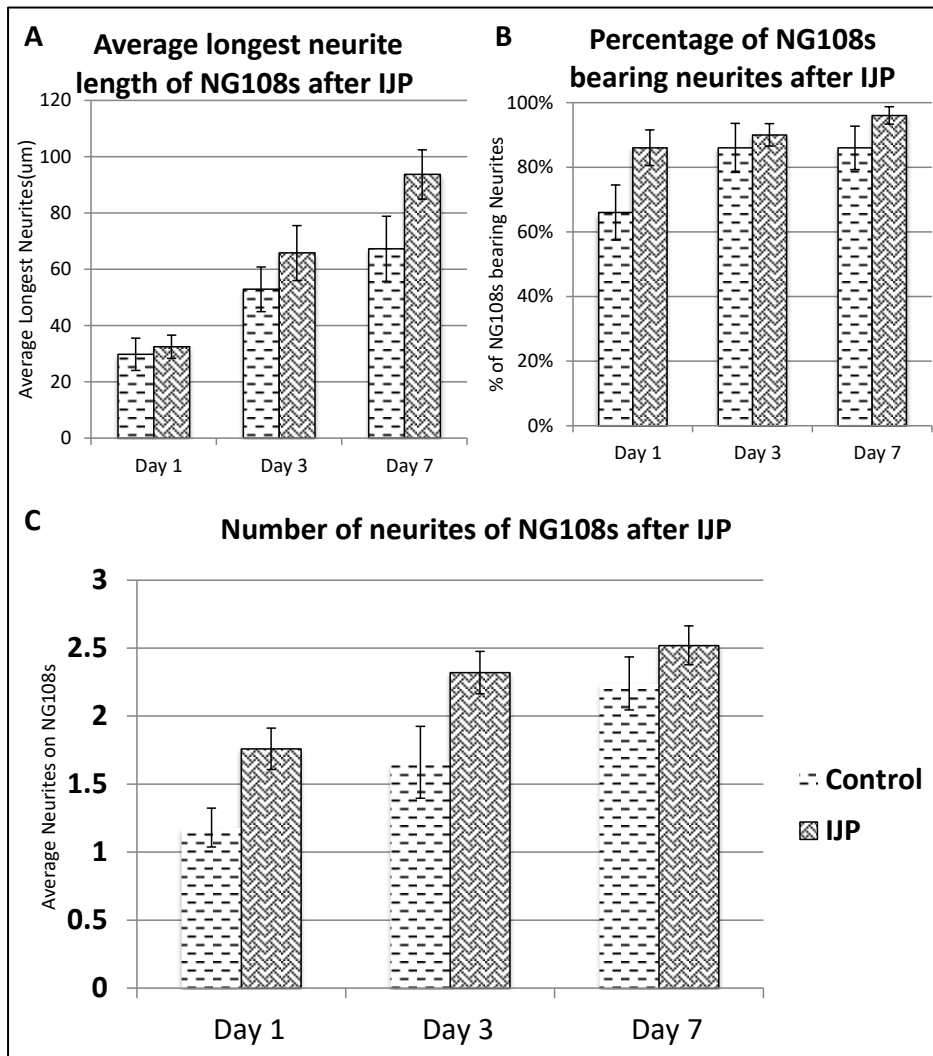 A
Average longest neurite
length of NG108s after IJP
120
100
80
60
40
20
0
Average Longest Neurites(um)
Day 1
Day 3
Day 7
B
Percentage of NG108s
bearing neurites after IJP
100%
80%
60%
40%
20%
0%
% of NG108s bearing Neurites
Day 1
Day 3
Day 7
C
Number of neurites of NG108s after IJP
3
2.5
2
1.5
1
0.5
0
Average Neurites on NG108s
Day 1
Day 3
Day 7
Control
IJP